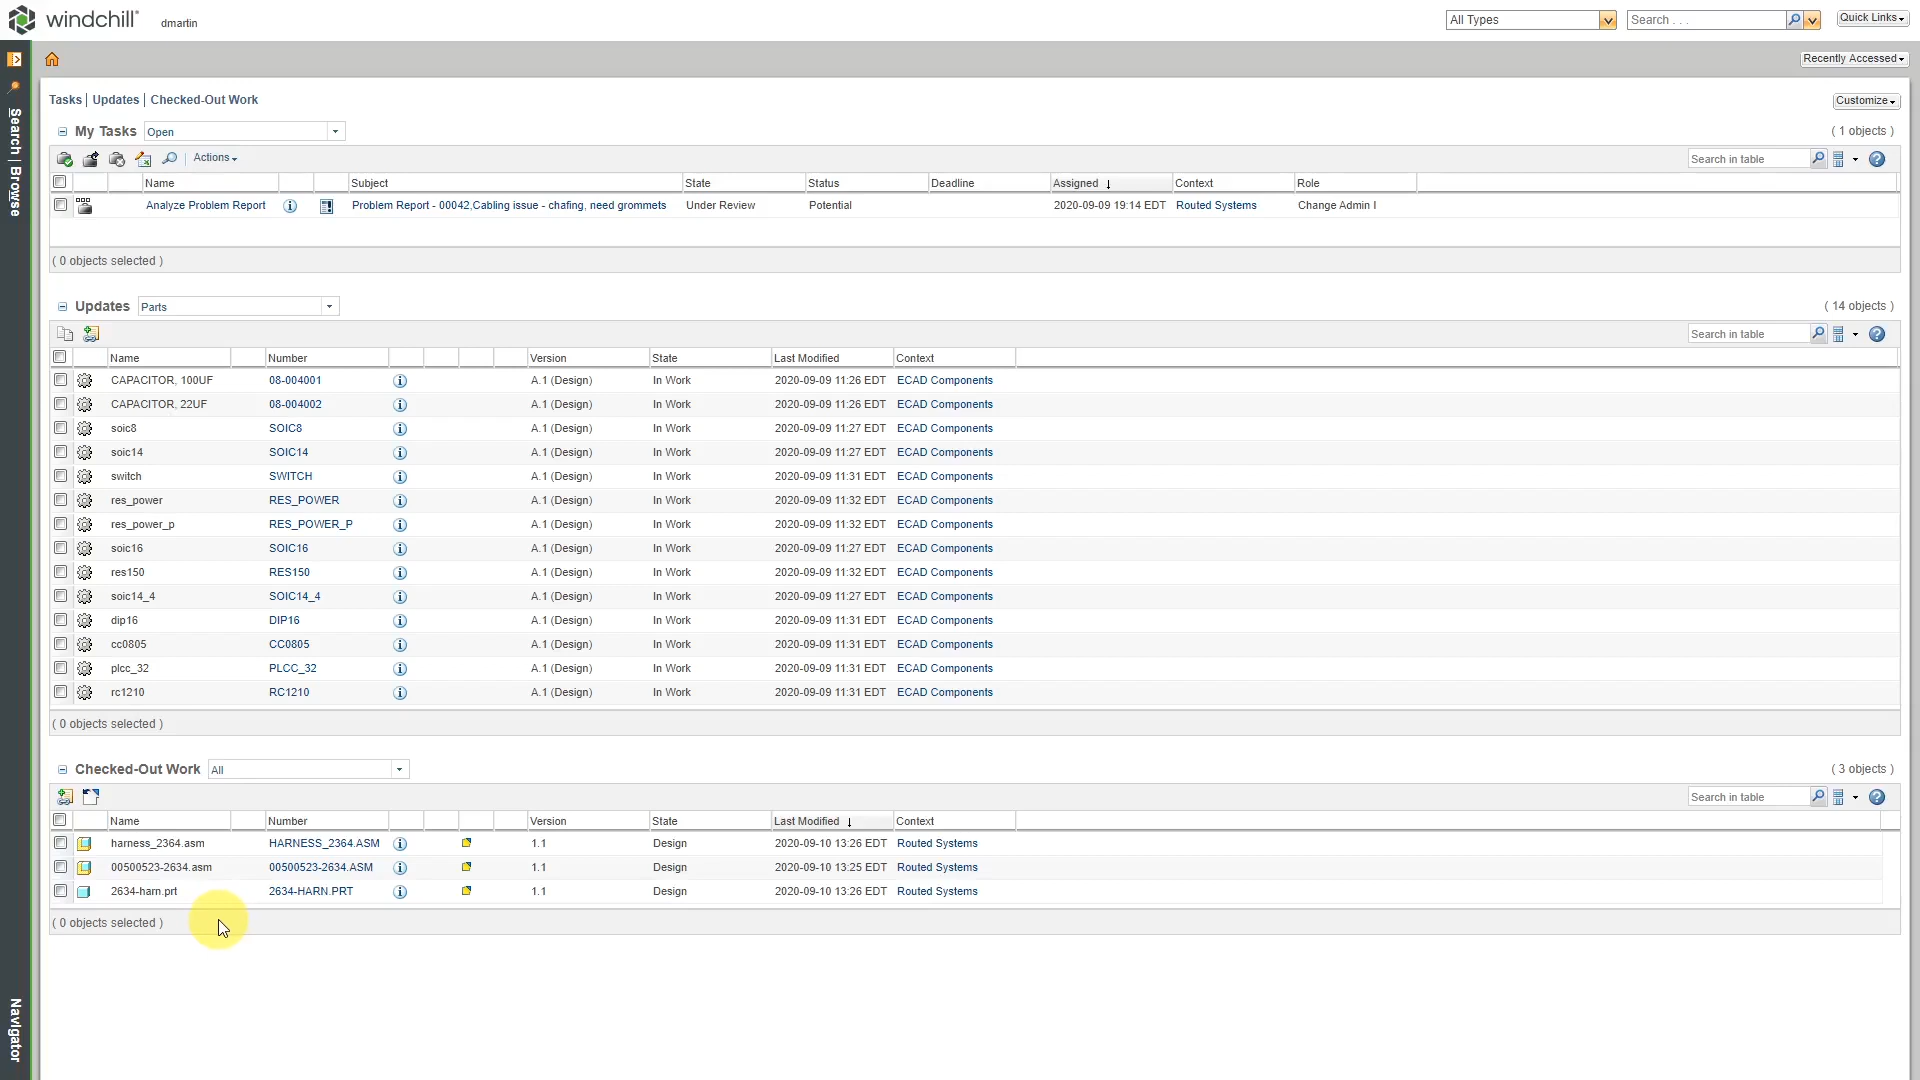 windchill® dmartin All Types Search . . . Quick Links
Recently Accessed
Tasks | Updates | Checked-Out Work Customize
My Tasks Open ( 1 objects )
Actions Search in table
Name Subject State Status Deadline Assigned Context Role
Analyze Problem Report Problem Report - 00042,Cabling issue - chafing, need grommets Under Review Potential 2020-09-09 19:14 EDT Routed Systems Change Admin I
( 0 objects selected )
Updates Parts ( 14 objects )
Search in table
Name Number Version State Last Modified Context
CAPACITOR, 100UF 08-004001 A.1 (Design) In Work 2020-09-09 11:26 EDT ECAD Components
CAPACITOR, 22UF 08-004002 A.1 (Design) In Work 2020-09-09 11:26 EDT ECAD Components
soic8 SOIC8 A.1 (Design) In Work 2020-09-09 11:27 EDT ECAD Components
soic14 SOIC14 A.1 (Design) In Work 2020-09-09 11:27 EDT ECAD Components
switch SWITCH A.1 (Design) In Work 2020-09-09 11:31 EDT ECAD Components
res_power RES_POWER A.1 (Design) In Work 2020-09-09 11:32 EDT ECAD Components
res_power_p RES_POWER_P A.1 (Design) In Work 2020-09-09 11:32 EDT ECAD Components
soic16 SOIC16 A.1 (Design) In Work 2020-09-09 11:27 EDT ECAD Components
res150 RES150 A.1 (Design) In Work 2020-09-09 11:32 EDT ECAD Components
soic14_4 SOIC14_4 A.1 (Design) In Work 2020-09-09 11:27 EDT ECAD Components
dip16 DIP16 A.1 (Design) In Work 2020-09-09 11:31 EDT ECAD Components
cc0805 CC0805 A.1 (Design) In Work 2020-09-09 11:31 EDT ECAD Components
plcc_32 PLCC_32 A.1 (Design) In Work 2020-09-09 11:31 EDT ECAD Components
rc1210 RC1210 A.1 (Design) In Work 2020-09-09 11:31 EDT ECAD Components
( 0 objects selected )
Checked-Out Work All ( 3 objects )
Search in table
Name Number Version State Last Modified Context
harness_2364.asm HARNESS_2364.ASM 1.1 Design 2020-09-10 13:26 EDT Routed Systems
00500523-2634.asm 00500523-2634.ASM 1.1 Design 2020-09-10 13:25 EDT Routed Systems
2634-harn.prt 2634-HARN.PRT 1.1 Design 2020-09-10 13:26 EDT Routed Systems
( 0 objects selected )
Search | Browse
Navigator